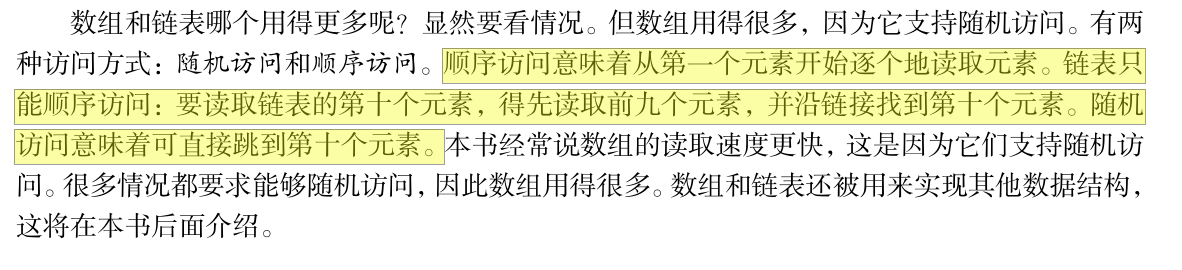 数组和链表哪个用得更多呢？显然要看情况。但数组用得很多，因为它支持随机访问。有两
种访问方式：随机访问和顺序访问。顺序访问意味着从第一个元素开始逐个地读取元素。链表只
能顺序访问：要读取链表的第十个元素，得先读取前九个元素，并沿链接找到第十个元素。随机
访问意味着可直接跳到第十个元素。本书经常说数组的读取速度更快，这是因为它们支持随机访
问。很多情况都要求能够随机访问，因此数组用得很多。数组和链表还被用来实现其他数据结构，
这将在本书后面介绍。